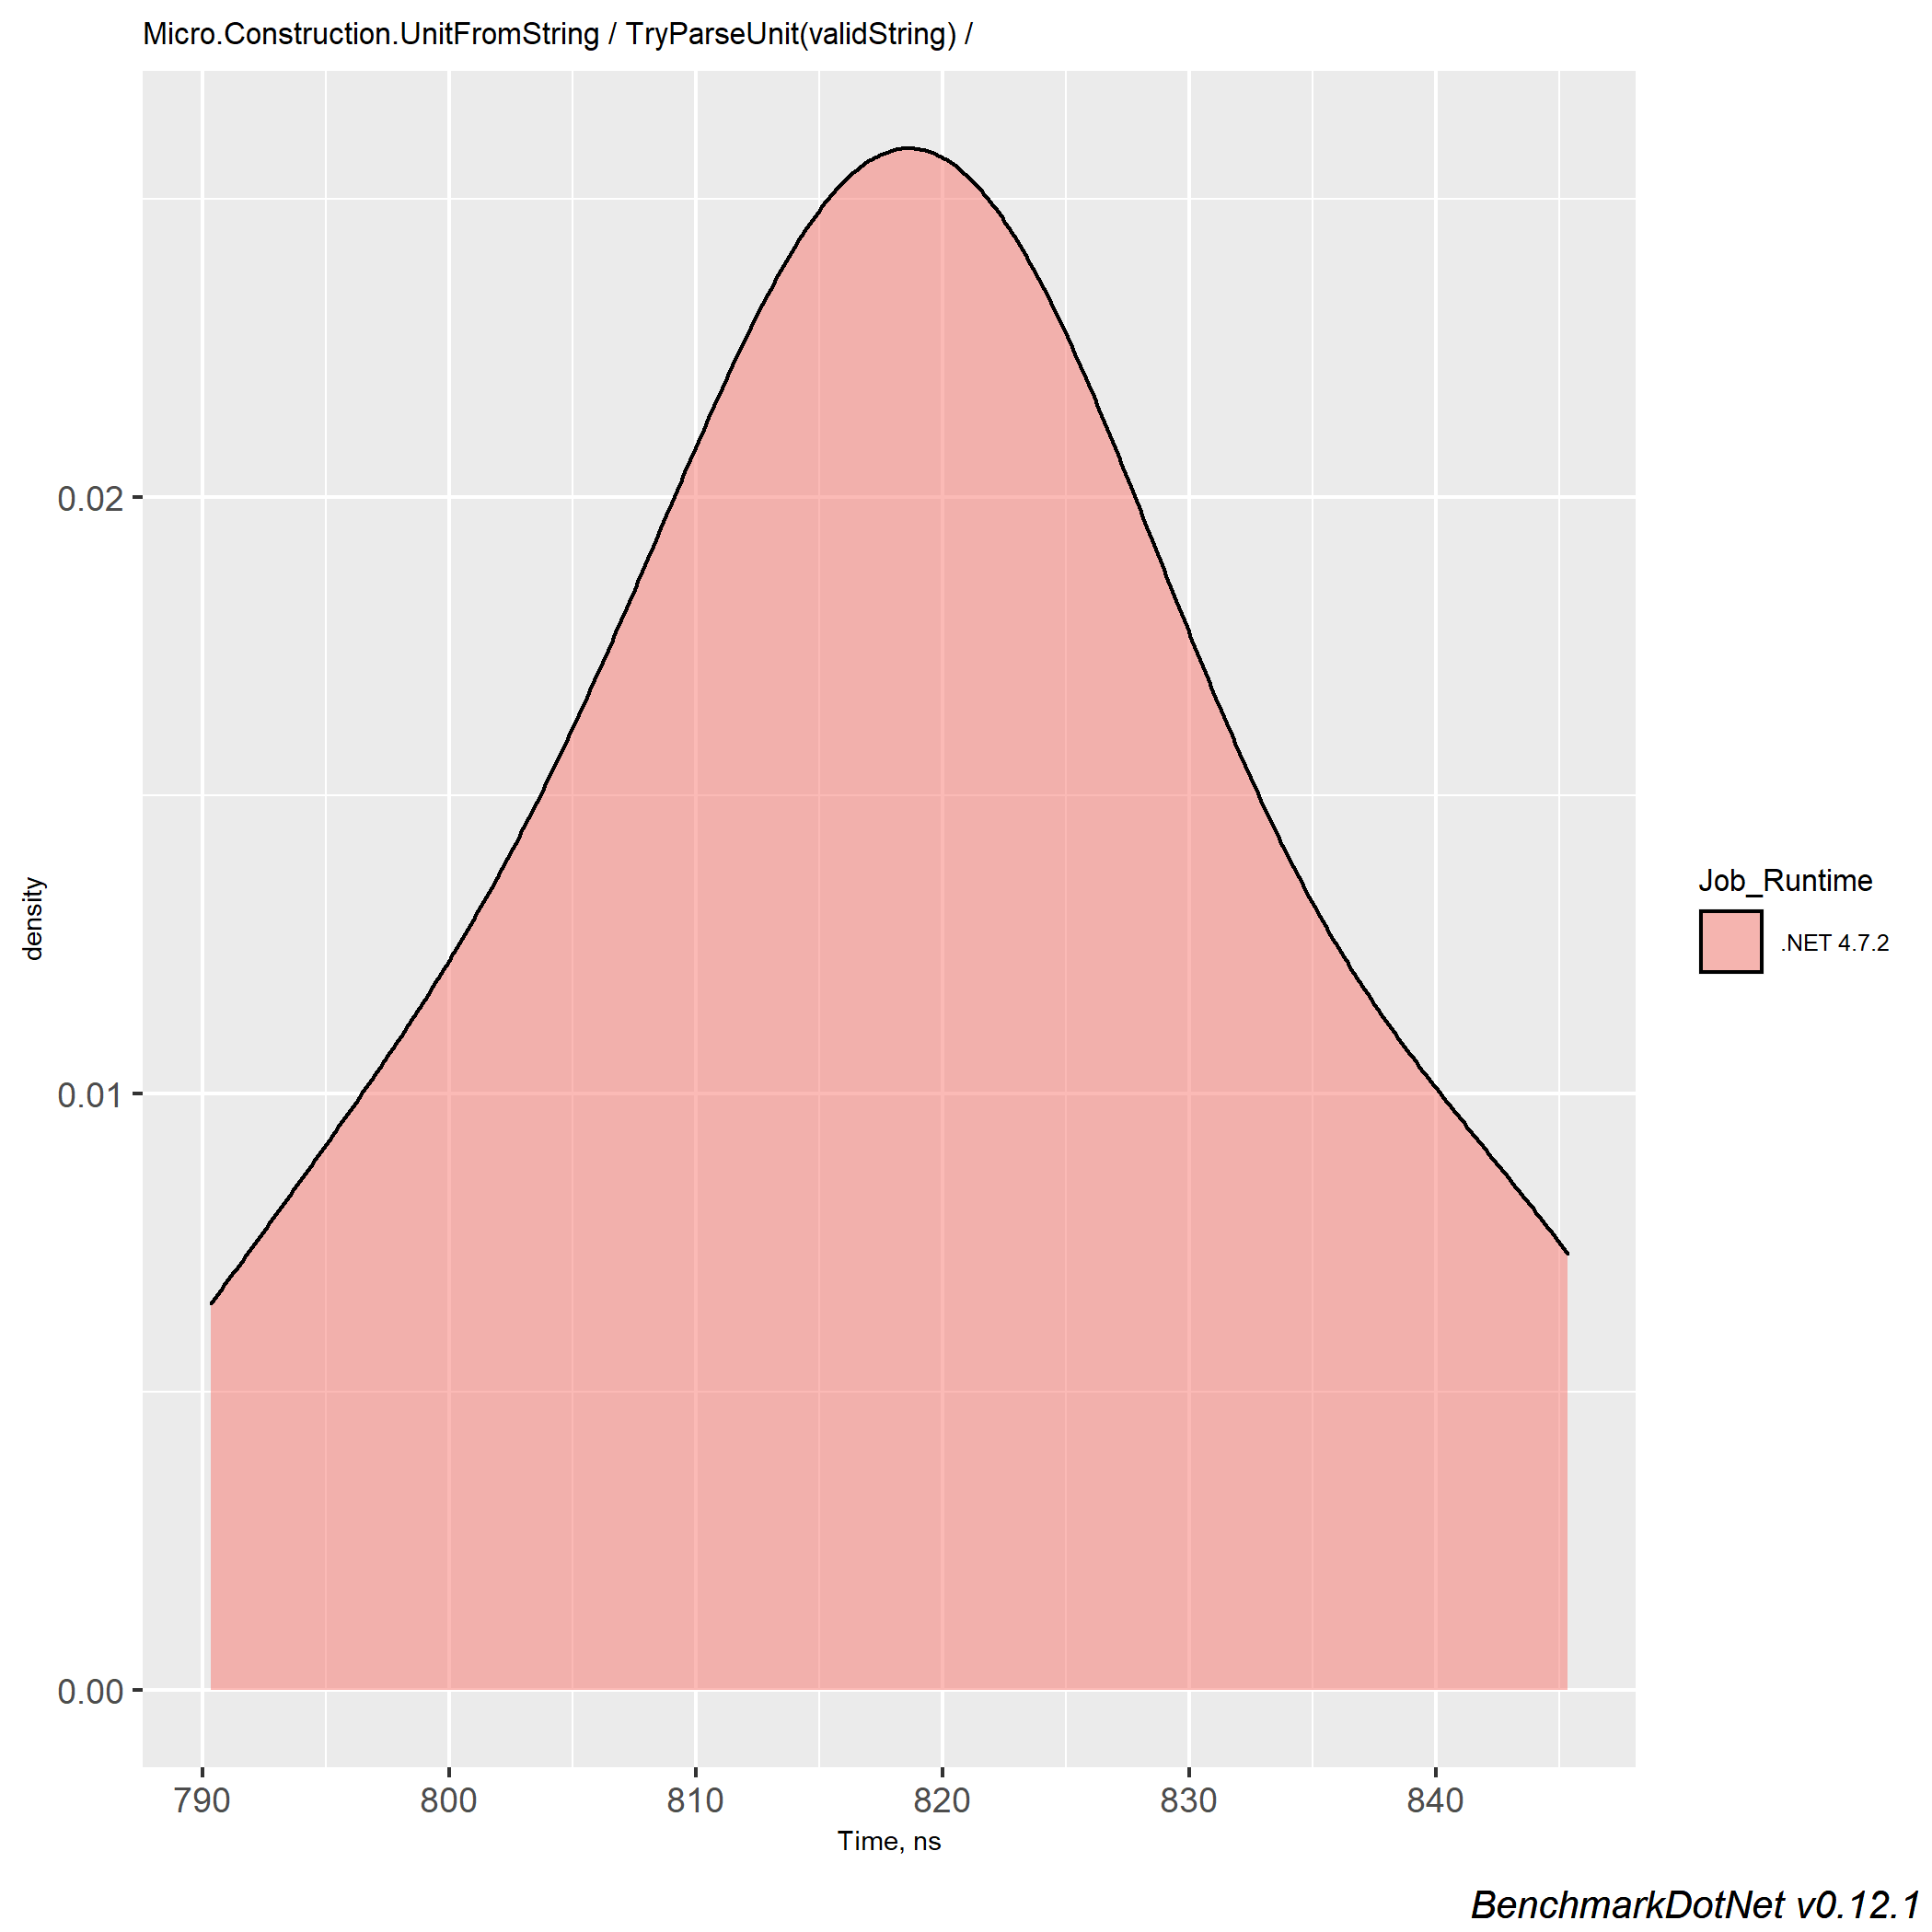 Micro.Construction.UnitFromString / TryParseUnit(validString) /
density
0.02
0.01
0.00
790 800 810 820 830 840
Time, ns
Job_Runtime
.NET 4.7.2
BenchmarkDotNet v0.12.1